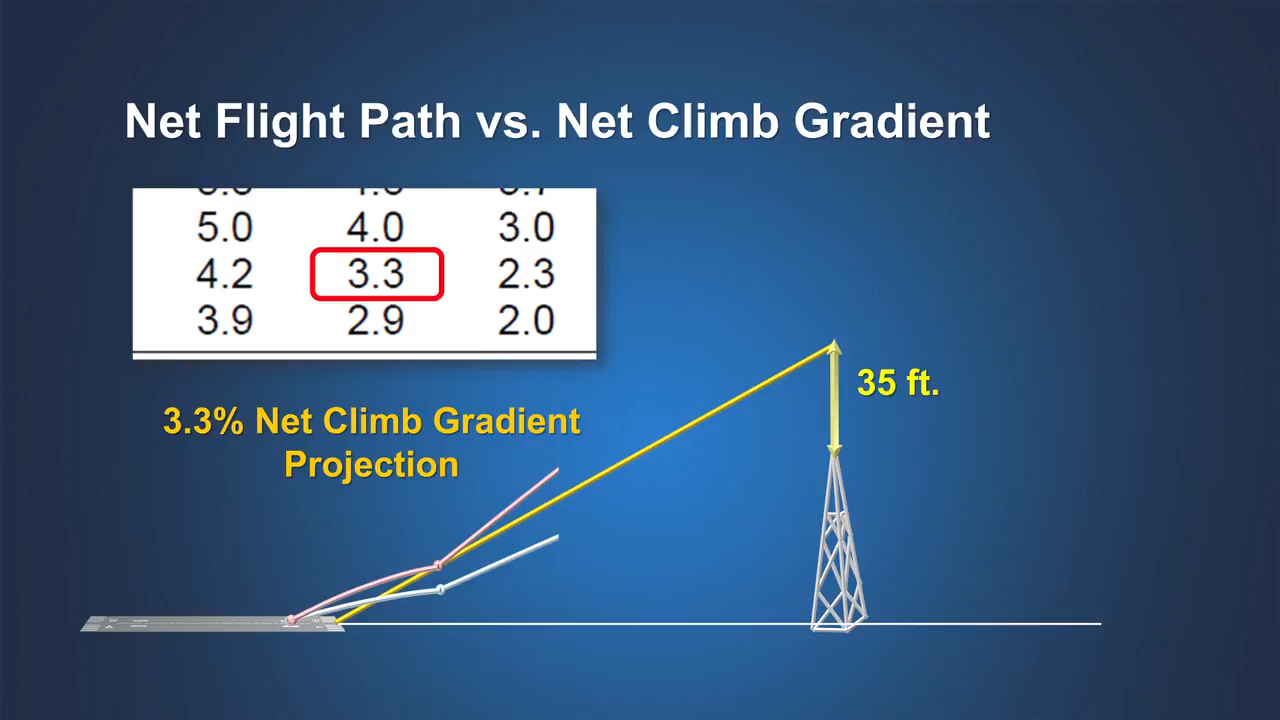 Net Flight Path vs. Net Climb Gradient
5.0 4.0 3.0
4.2 3.3 2.3
3.9 2.9 2.0
35 ft.
3.3% Net Climb Gradient
Projection